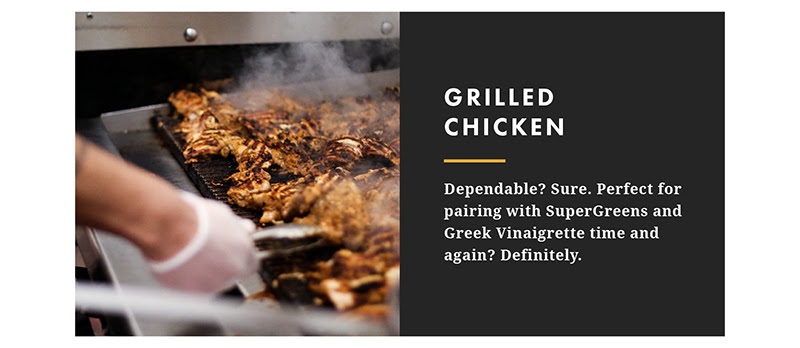 GRILLED
CHICKEN
Dependable? Sure. Perfect for
pairing with SuperGreens and
Greek Vinaigrette time and
again? Definitely.